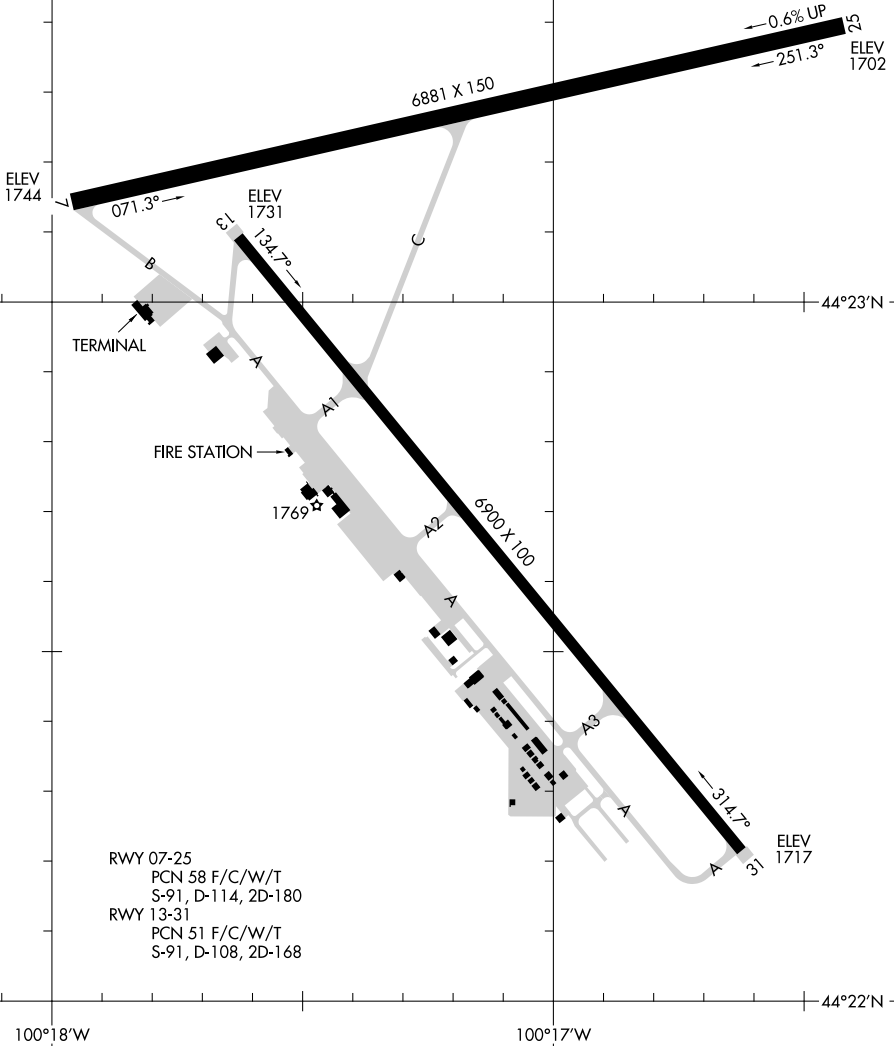 0.6% UP
25
251.3°
ELEV
1702
6881 X 150
ELEV
1744
7
071.3°
ELEV
1731
13
134.7°
C
B
44°23'N
TERMINAL
A
A1
FIRE STATION
1769
A2
6900 X 100
A
A3
314.7°
A
ELEV
1717
A
31
RWY 07-25
PCN 58 F/C/W/T
S-91, D-114, 2D-180
RWY 13-31
PCN 51 F/C/W/T
S-91, D-108, 2D-168
44°22'N
100°18'W
100°17'W